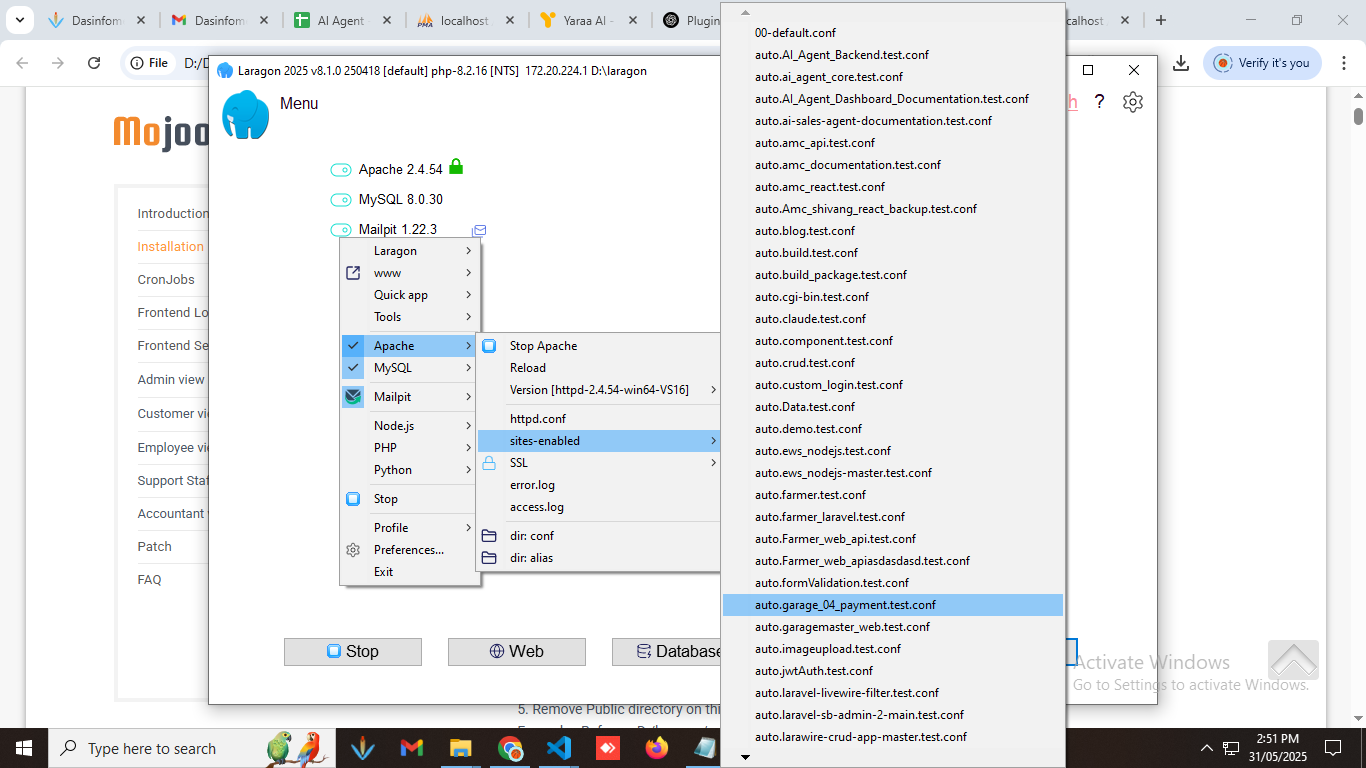 Dasinfom
Dasinfom
AI Agent -
localhost
Yaraa AI -
Plugin
calhost
File
D:/D
Verify it's you
Laragon 2025 v8.1.0 250418 [default] php-8.2.16 [NTS] 172.20.224.1 D:\laragon
Menu
h
?
Mojoo
Apache 2.4.54
MySQL 8.0.30
Mailpit 1.22.3
Introduction
Installation
CronJobs
Frontend Lo
Frontend Se
Admin view
Customer vi
Employee vi
Support Staf
Accountant
Patch
FAQ
Laragon
www
Quick app
Tools
Apache
MySQL
Mailpit
Node.js
PHP
Python
Stop
Profile
Preferences...
Exit
Stop Apache
Reload
Version [httpd-2.4.54-win64-VS16]
httpd.conf
sites-enabled
SSL
error.log
access.log
dir: conf
dir: alias
00-default.conf
auto.AI_Agent_Backend.test.conf
auto.ai_agent_core.test.conf
auto.AI_Agent_Dashboard_Documentation.test.conf
auto.ai-sales-agent-documentation.test.conf
auto.amc_api.test.conf
auto.amc_documentation.test.conf
auto.amc_react.test.conf
auto.Amc_shivang_react_backup.test.conf
auto.blog.test.conf
auto.build.test.conf
auto.build_package.test.conf
auto.cgi-bin.test.conf
auto.claude.test.conf
auto.component.test.conf
auto.crud.test.conf
auto.custom_login.test.conf
auto.Data.test.conf
auto.demo.test.conf
auto.ews_nodejs.test.conf
auto.ews_nodejs-master.test.conf
auto.farmer.test.conf
auto.farmer_laravel.test.conf
auto.Farmer_web_api.test.conf
auto.Farmer_web_apiasdasdasd.test.conf
auto.formValidation.test.conf
auto.garage_04_payment.test.conf
auto.garagemaster_web.test.conf
auto.imageupload.test.conf
auto.jwtAuth.test.conf
auto.laravel-livewire-filter.test.conf
auto.laravel-sb-admin-2-main.test.conf
auto.larawire-crud-app-master.test.conf
Stop
Web
Database
Activate Windows
Go to Settings to activate Windows.
5. Remove Public directory on th
Type here to search
2:51 PM
31/05/2025